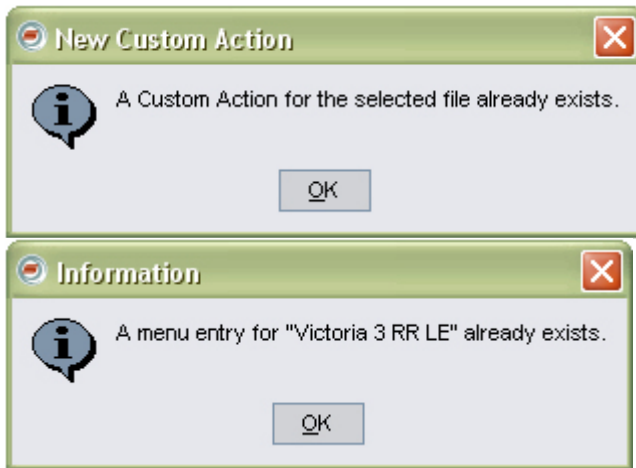 New Custom Action
A Custom Action for the selected file already exists.
OK
Information
A menu entry for "Victoria 3 RR LE" already exists.
OK